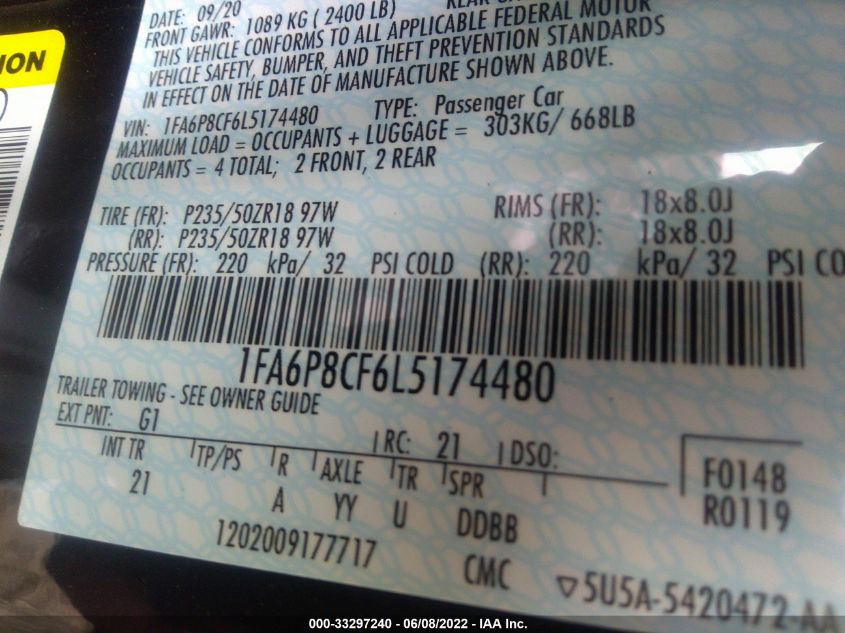 DATE: 09/20
FRONT GAWR: 1089 KG ( 2400 LB)
THIS VEHICLE CONFORMS TO ALL APPLICABLE FEDERAL MOTOR
VEHICLE SAFETY, BUMPER, AND THEFT PREVENTION STANDARDS
IN EFFECT ON THE DATE OF MANUFACTURE SHOWN ABOVE.
VIN: 1FA6P8CF6L5174480 TYPE: Passenger Car
MAXIMUM LOAD = OCCUPANTS + LUGGAGE = 303KG/ 668LB
OCCUPANTS = 4 TOTAL; 2 FRONT, 2 REAR
TIRE (FR): P235/50ZR18 97W RIMS (FR): 18x8.0J
(RR): P235/50ZR18 97W (RR): 18x8.0J
PRESSURE (FR): 220 kPa/ 32 PSI COLD (RR): 220 kPa/ 32 PSI CO
1FA6P8CF6L5174480
TRAILER TOWING - SEE OWNER GUIDE
EXT PNT: G1 RC: 21 DSO:
INT TR TP/PS R AXLE TR SPR F0148
21 A YY U DDBB R0119
1202009177717 CMC 5U5A-5420472-AA
000-33297240 - 06/08/2022 - IAA Inc.